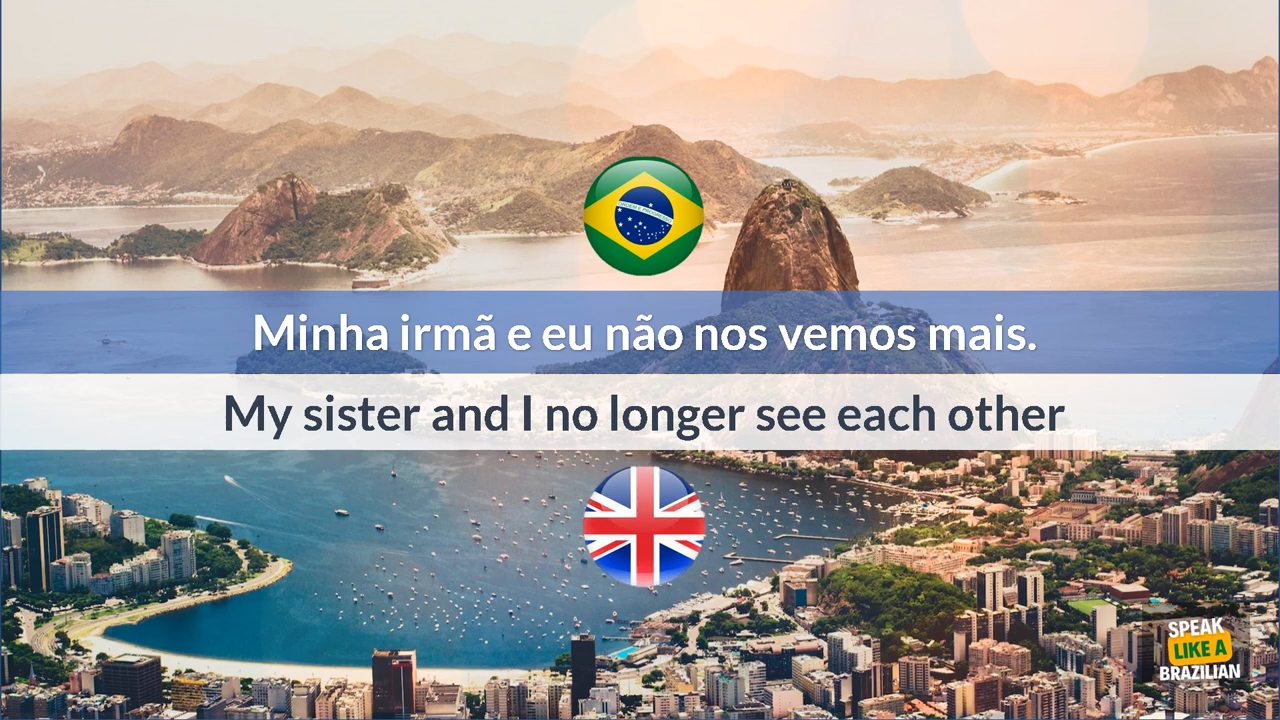 Minha irmã e eu não nos vemos mais.
My sister and I no longer see each other
SPEAK
LIKE A
BRAZILIAN